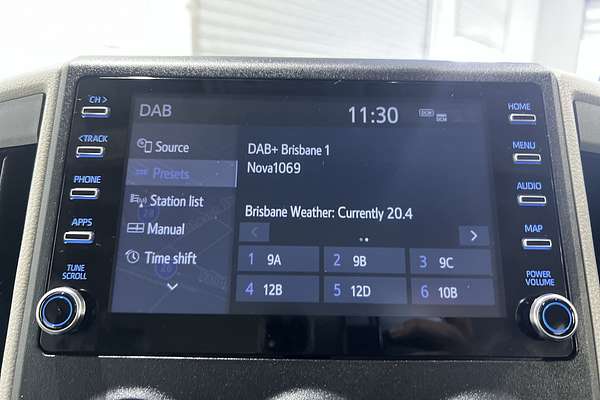 DAB 11:30 DCM
DCM
CH >
< TRACK
PHONE
APPS
TUNE
SCROLL
Source
Presets
Station list
Manual
Time shift
DAB+ Brisbane 1
Nova1069
Brisbane Weather: Currently 20.4
< >
1 9A 2 9B 3 9C
4 12B 5 12D 6 10B
HOME
MENU
AUDIO
MAP
POWER
VOLUME